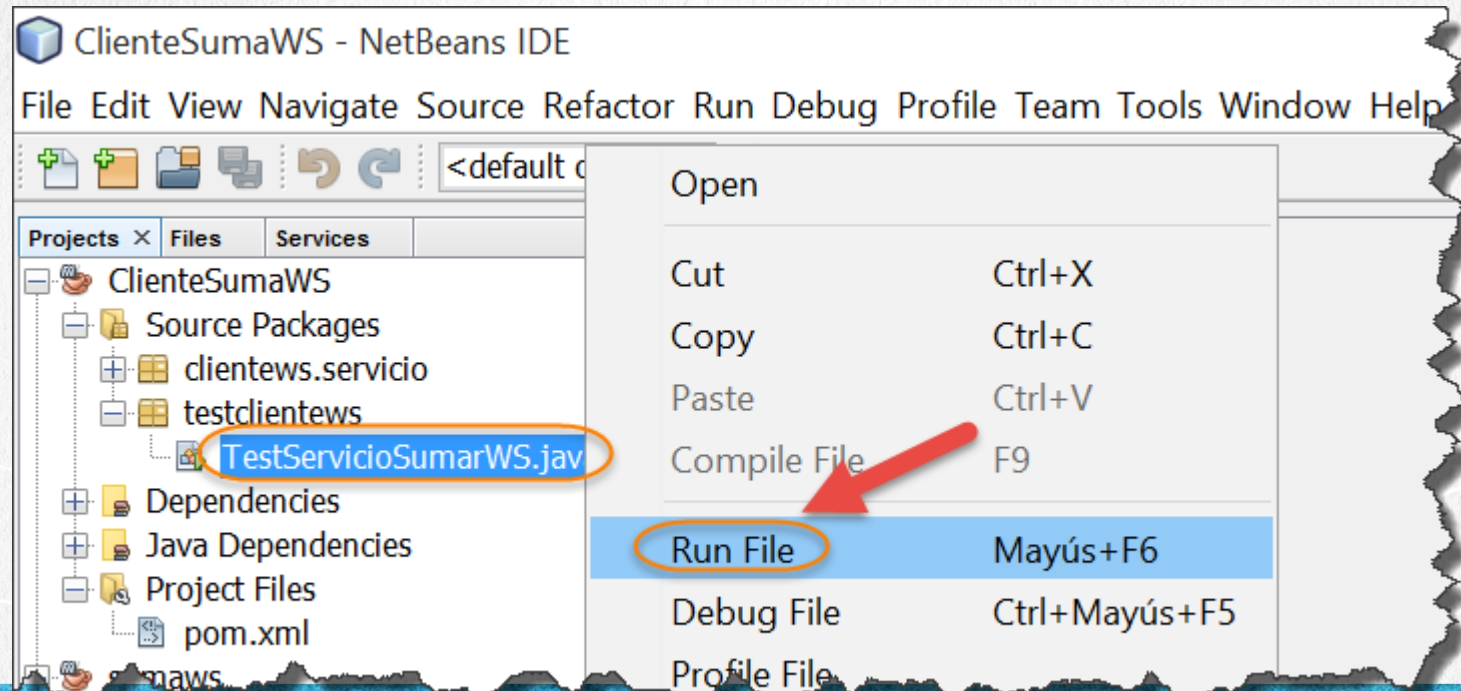 ClienteSumaWS - NetBeans IDE
File Edit View Navigate Source Refactor Run Debug Profile Team Tools Window Help
<default
Projects Files Services
ClienteSumaWS
Source Packages
clientews.servicio
testclientews
TestServicioSumarWS.jav
Dependencies
Java Dependencies
Project Files
pom.xml
Open
Cut Ctrl+X
Copy Ctrl+C
Paste Ctrl+V
Compile File F9
Run File Mayús+F6
Debug File Ctrl+Mayús+F5
Profile File